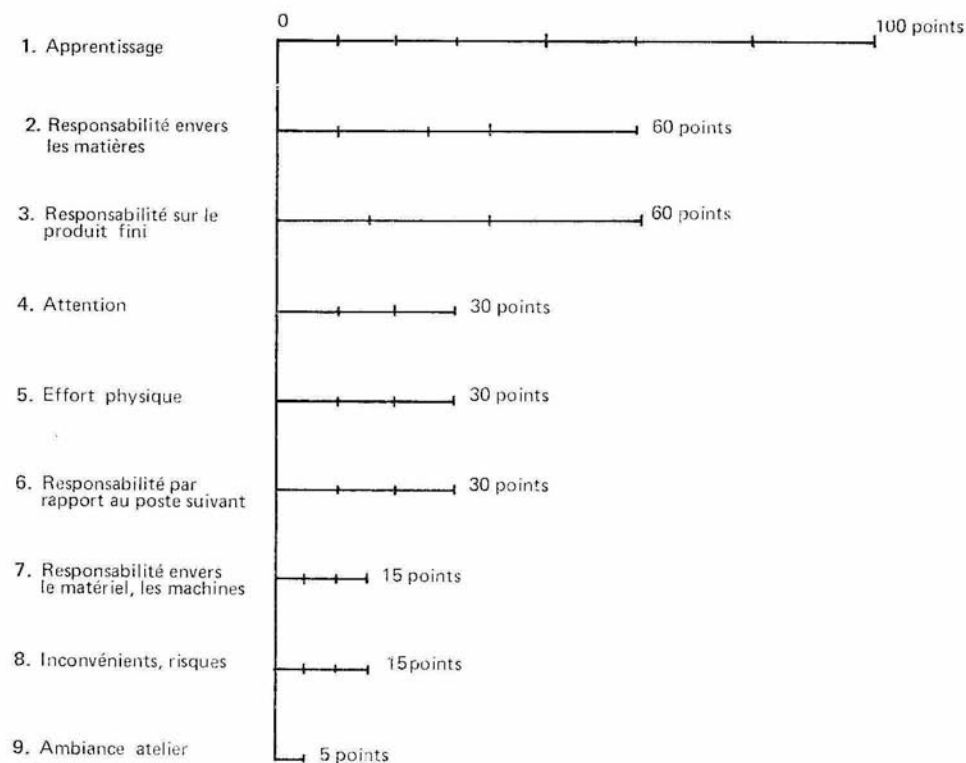 0
100 points
1. Apprentissage
2. Responsabilité envers
les matières
60 points
3. Responsabilité sur le
produit fini
60 points
4. Attention
30 points
5. Effort physique
30 points
6. Responsabilité par
rapport au poste suivant
30 points
7. Responsabilité envers
le matériel, les machines
15 points
8. Inconvénients, risques
15points
9. Ambiance atelier
5 points